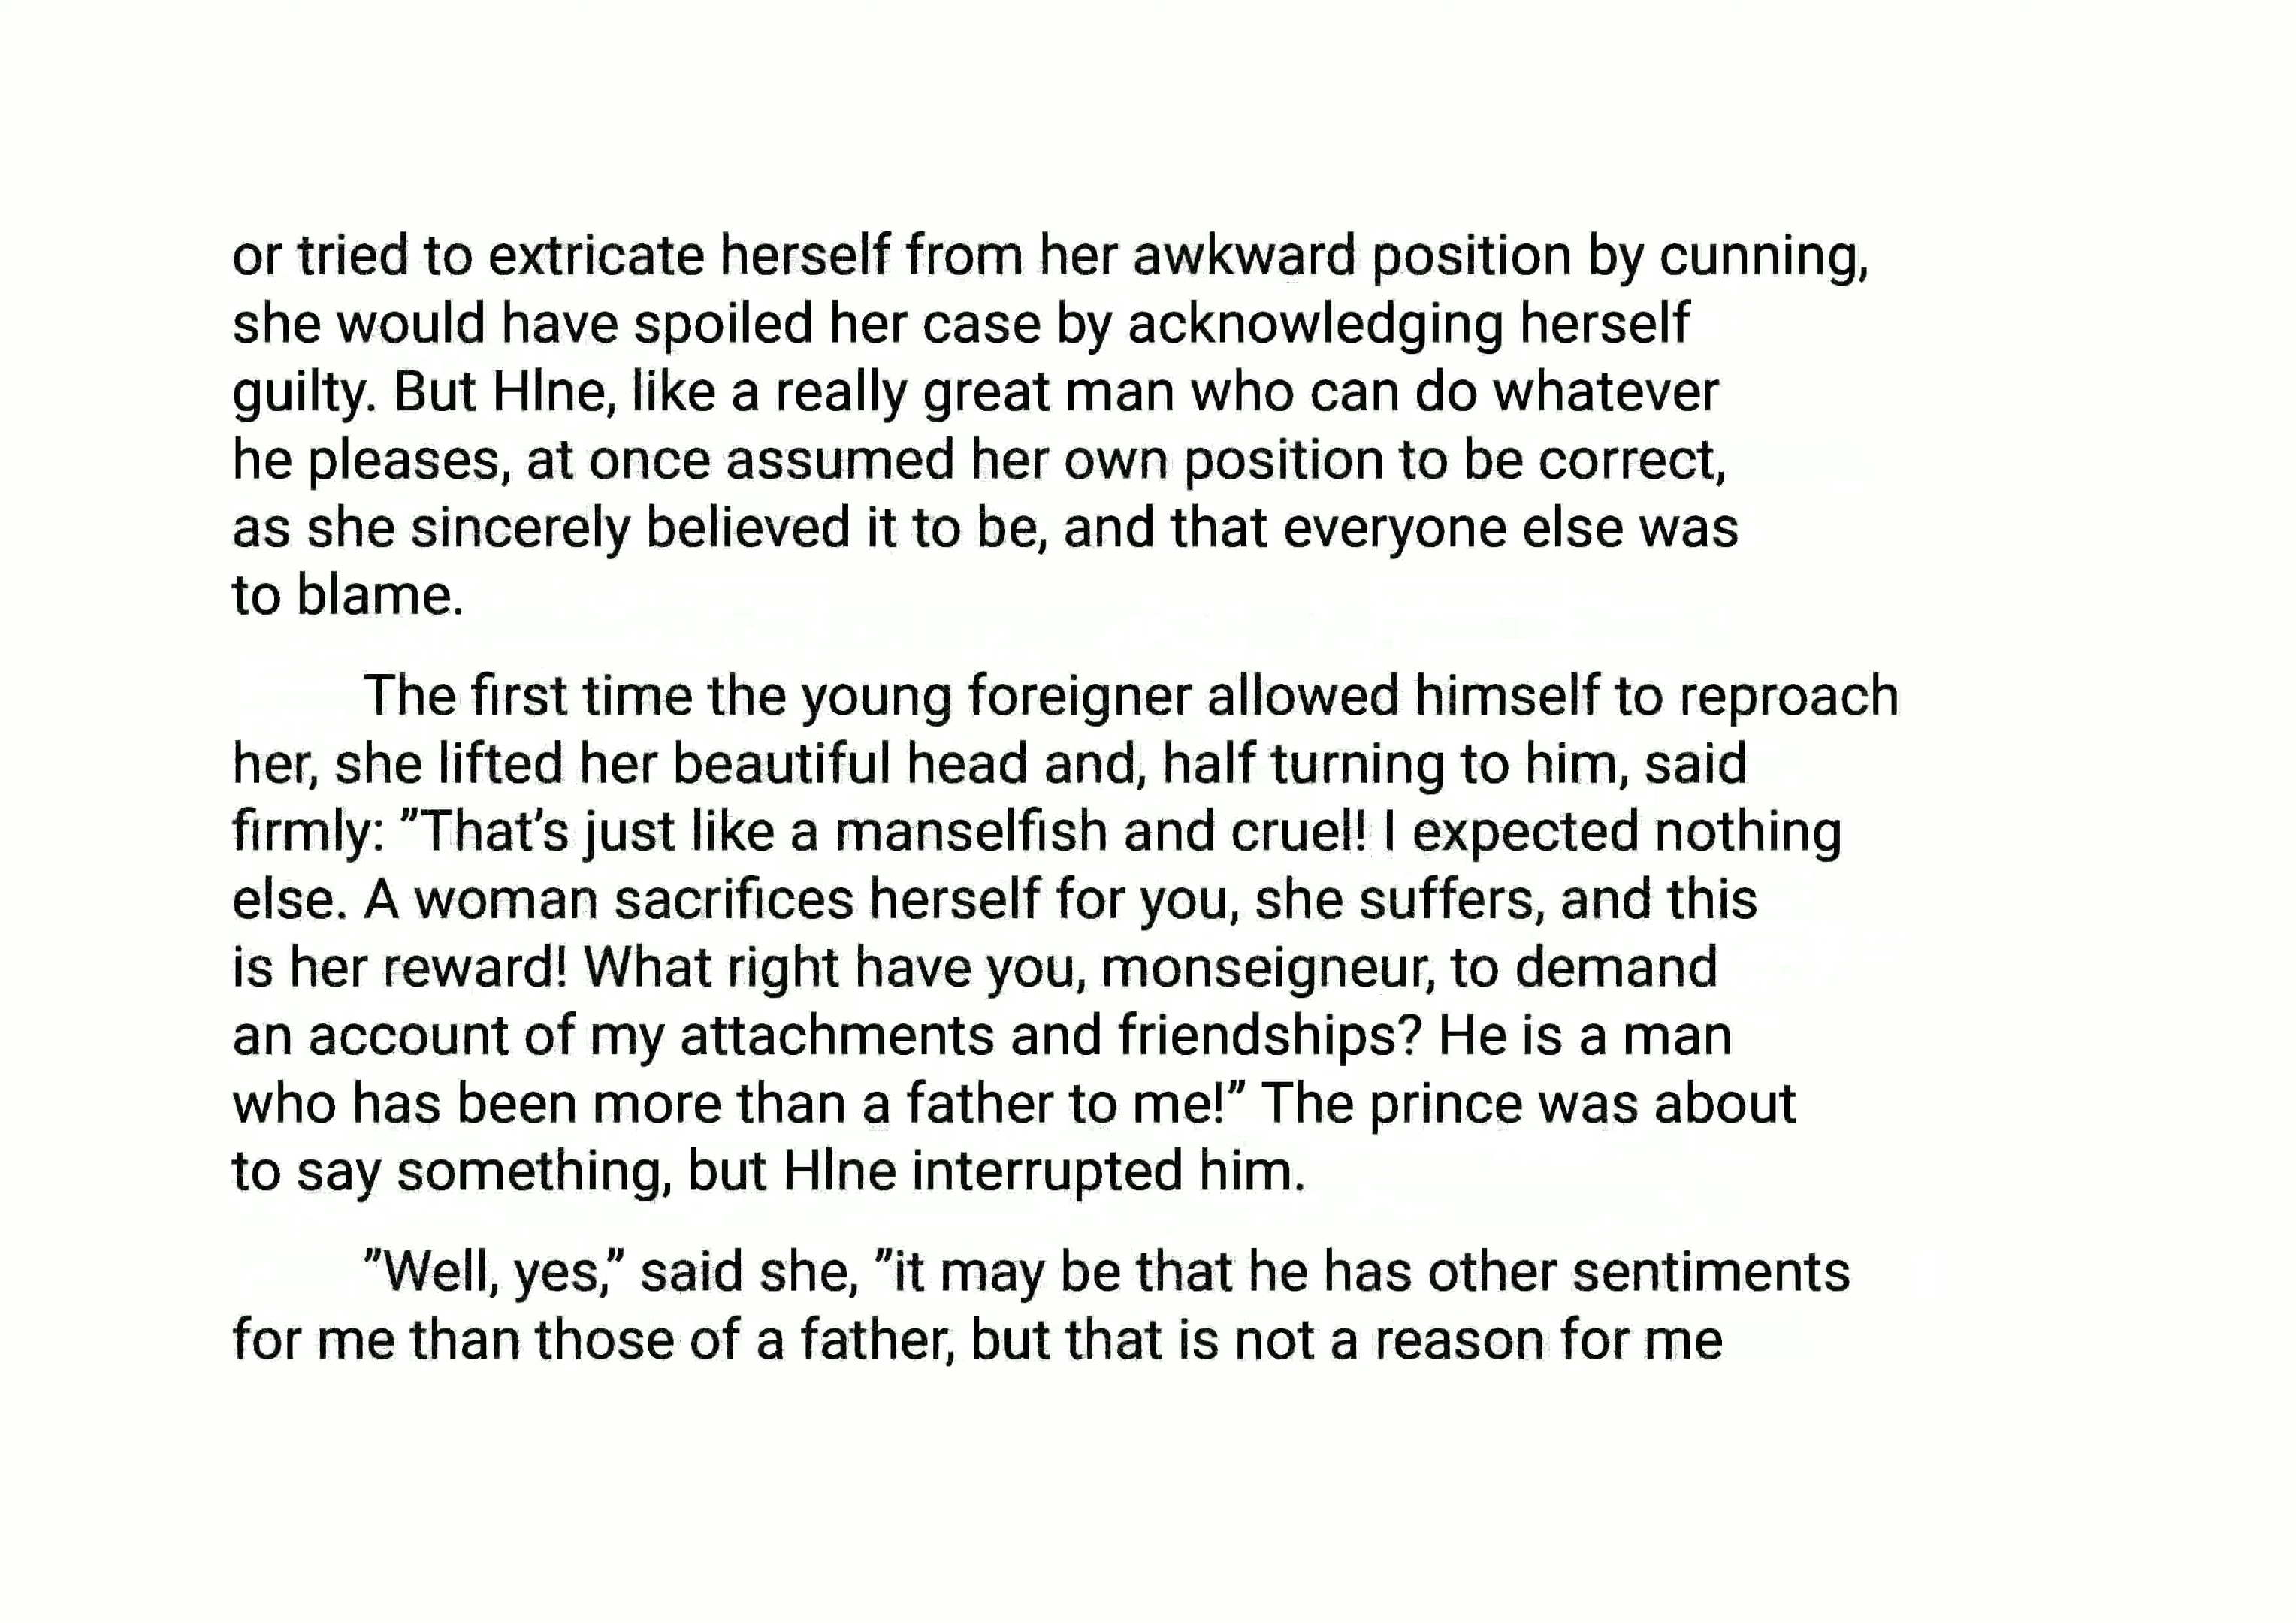 or tried to extricate herself from her awkward position by cunning,
she would have spoiled her case by acknowledging herself
guilty. But Hlne, like a really great man who can do whatever
he pleases, at once assumed her own position to be correct,
as she sincerely believed it to be, and that everyone else was
to blame.
The first time the young foreigner allowed himself to reproach
her, she lifted her beautiful head and, half turning to him, said
firmly: ”That’s just like a manselfish and cruel! I expected nothing
else. A woman sacrifices herself for you, she suffers, and this
is her reward! What right have you, monseigneur, to demand
an account of my attachments and friendships? He is a man
who has been more than a father to me!” The prince was about
to say something, but Hlne interrupted him.
”Well, yes,” said she, ”it may be that he has other sentiments
for me than those of a father, but that is not a reason for me